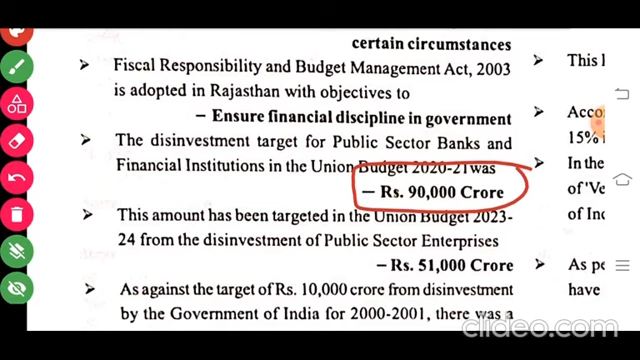 certain circumstances
Fiscal Responsibility and Budget Management Act, 2003
is adopted in Rajasthan with objectives to
– Ensure financial discipline in government
The disinvestment target for Public Sector Banks and
Financial Institutions in the Union Budget 2020-21 was
– Rs. 90,000 Crore
This amount has been targeted in the Union Budget 2023-
24 from the disinvestment of Public Sector Enterprises
– Rs. 51,000 Crore
As against the target of Rs. 10,000 crore from disinvestment
by the Government of India for 2000-2001, there was a
This
15%
In the
of 'Ve
of
As pe
have
clideo.com